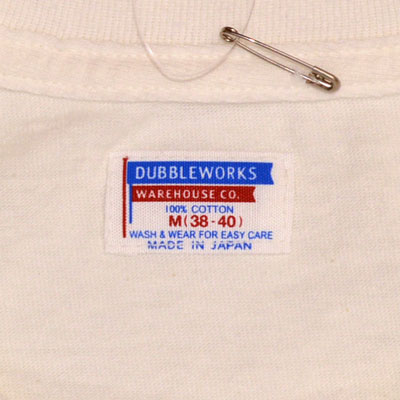 DUBBLEWORKS
WAREHOUSE CO.
100% COTTON
M(38-40)
WASH & WEAR FOR EASY CARE
MADE IN JAPAN